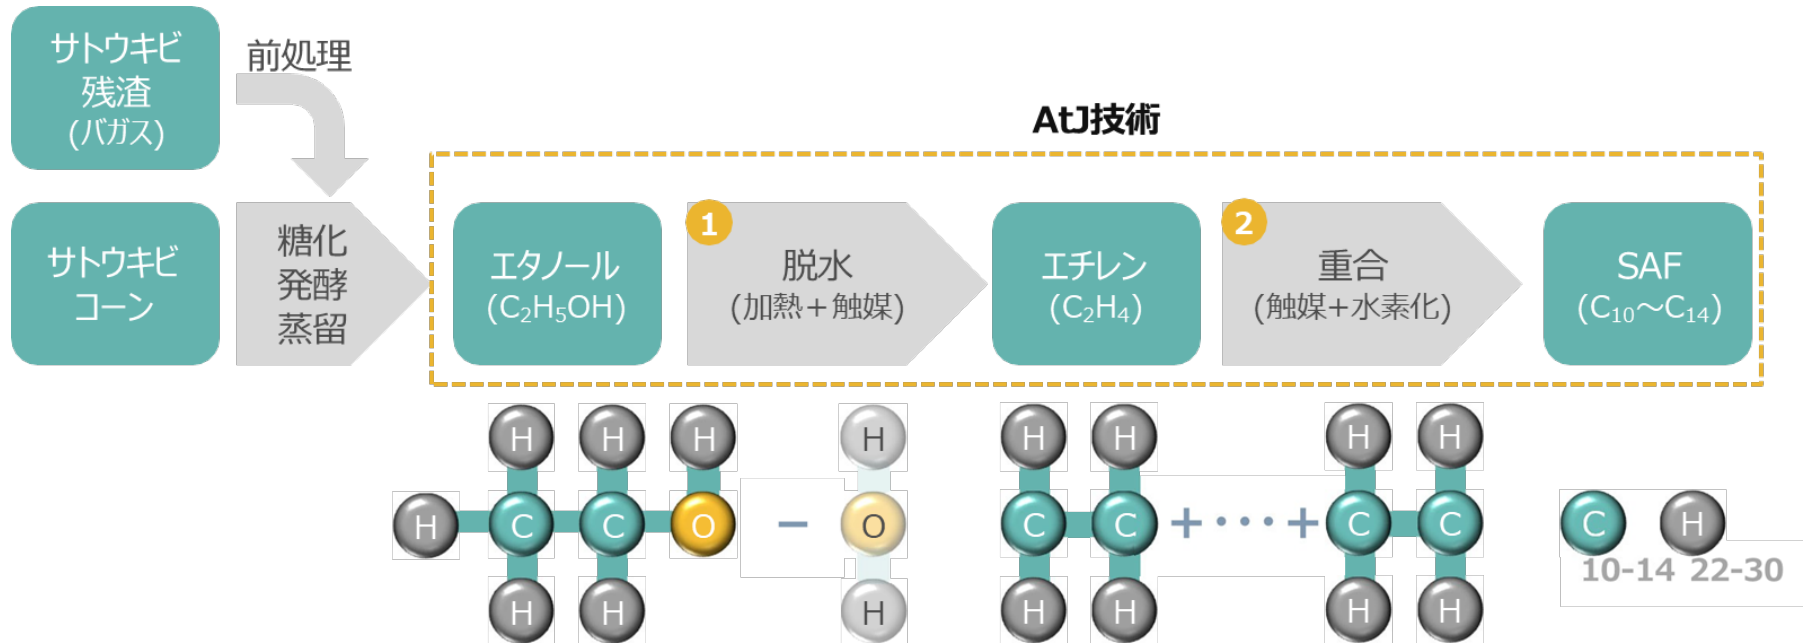 サトウキビ
残渣
(バガス)
前処理
AtJ技術
サトウキビ
コーン
糖化
発酵
蒸留
エタノール
(C₂H₅OH)
1
脱水
(加熱+触媒)
エチレン
(C₂H₄)
2
重合
(触媒+水素化)
SAF
(C₁₀～C₁₄)
H H H H H H H H
H C C O − O C C +・・・+ C C C H
10-14 22-30
H H H H H H H